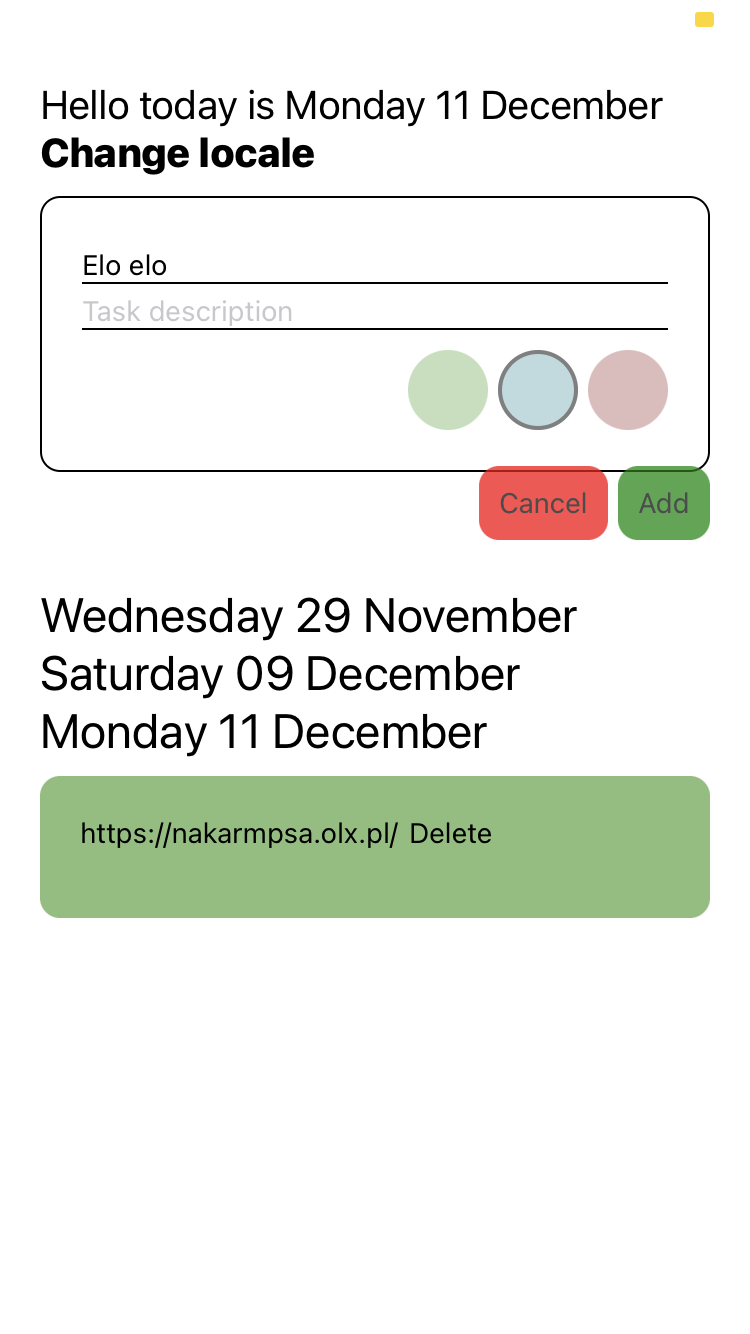 Hello today is Monday 11 December
Change locale
Elo elo
Task description
Cancel Add
Wednesday 29 November
Saturday 09 December
Monday 11 December
https://nakarmpsa.olx.pl/ Delete